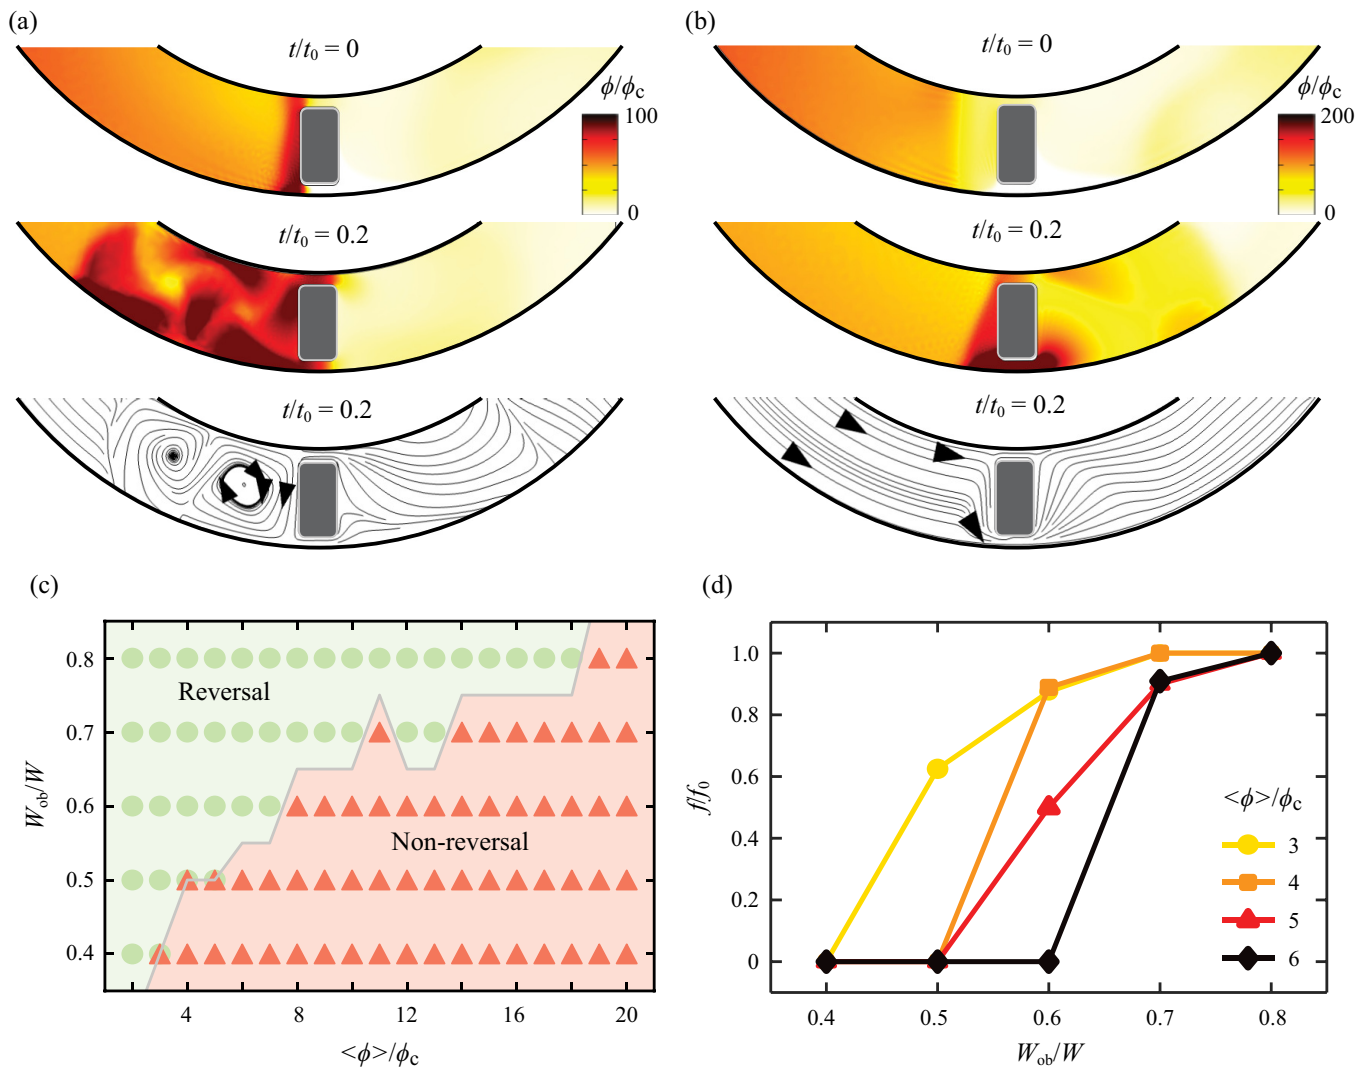 (a)
t/t0 = 0
ϕ/ϕc
100
0
t/t0 = 0.2
t/t0 = 0.2
(b)
t/t0 = 0
ϕ/ϕc
200
0
t/t0 = 0.2
t/t0 = 0.2
(c)
0.8
0.7
0.6
0.5
0.4
Wob/W
Reversal
Non-reversal
4
8
12
16
20
<ϕ>/ϕc
(d)
1.0
0.8
0.6
0.4
0.2
0
f/f0
<ϕ>/ϕc
3
4
5
6
0.4
0.5
0.6
0.7
0.8
Wob/W